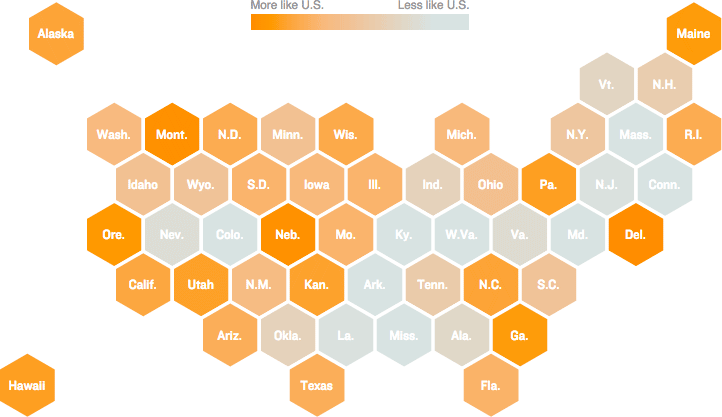 More like U.S. Less like U.S.
Alaska Maine
Vt. N.H.
Wash. Mont. N.D. Minn. Wis. Mich. N.Y. Mass. R.I.
Idaho Wyo. S.D. Iowa Ill. Ind. Ohio Pa. N.J. Conn.
Ore. Nev. Colo. Neb. Mo. Ky. W.Va. Va. Md. Del.
Calif. Utah N.M. Kan. Ark. Tenn. N.C. S.C.
Ariz. Okla. La. Miss. Ala. Ga.
Hawaii Texas Fla.